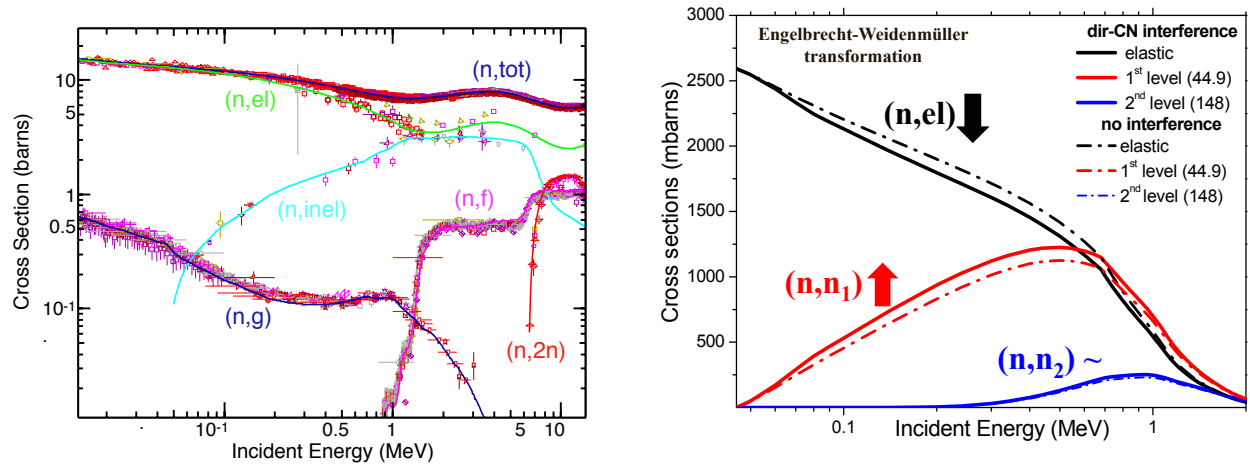 Cross Section (barns)
10
5
1
0.5
10-1
(n,tot)
(n,el)
(n,inel)
(n,f)
(n,g)
(n,2n)
10-1
0.5
1
5
10
Incident Energy (MeV)
Cross sections (mbarns)
3000
2500
2000
1500
1000
500
Engelbrecht-Weidenmüller
transformation
dir-CN interference
elastic
1st level (44.9)
2nd level (148)
no interference
elastic
1st level (44.9)
2nd level (148)
(n,el)
(n,n1)
(n,n2) ~
0.1
1
Incident Energy (MeV)